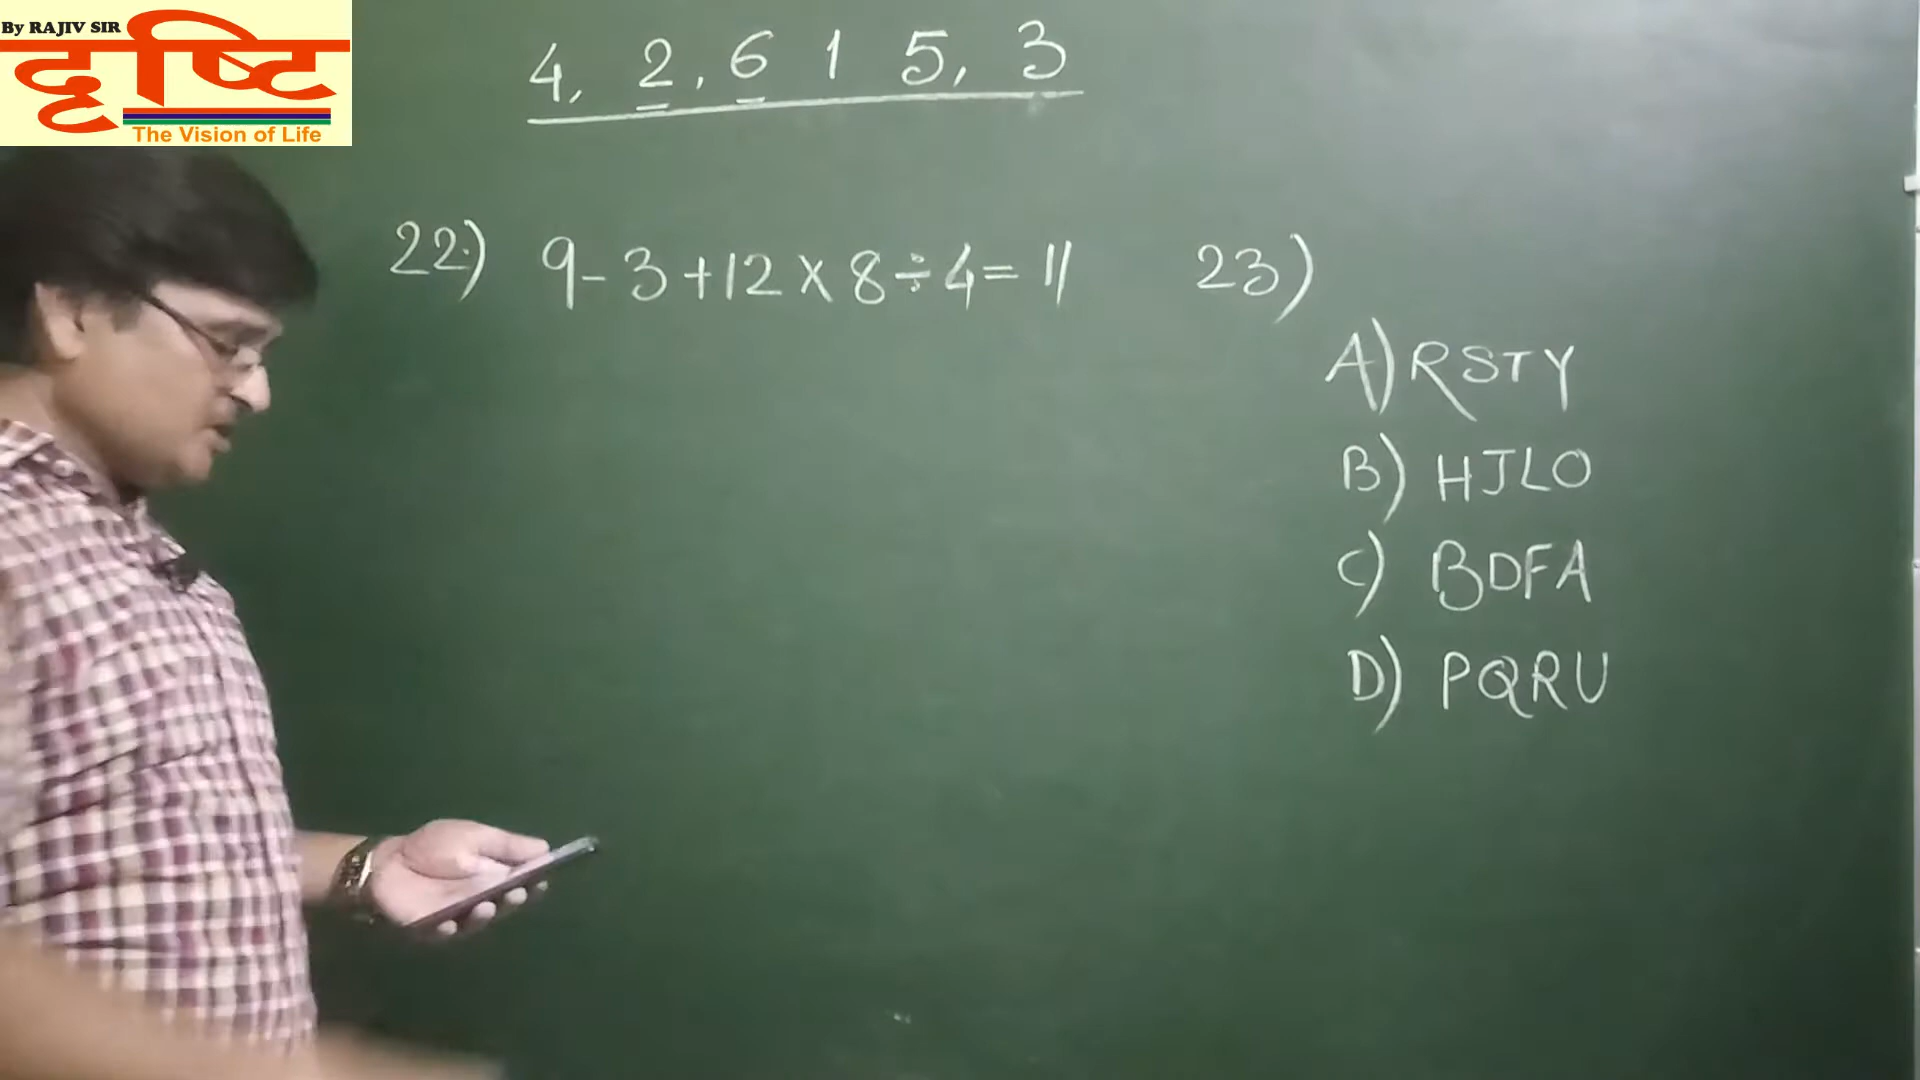 By RAJIV SIR
दृष्टि
The Vision of Life
4, 2, 6 1 5, 3
22) 9-3+12×8÷4=11
23)
A) RSTY
B) HJLO
C) BDFA
D) PQRU